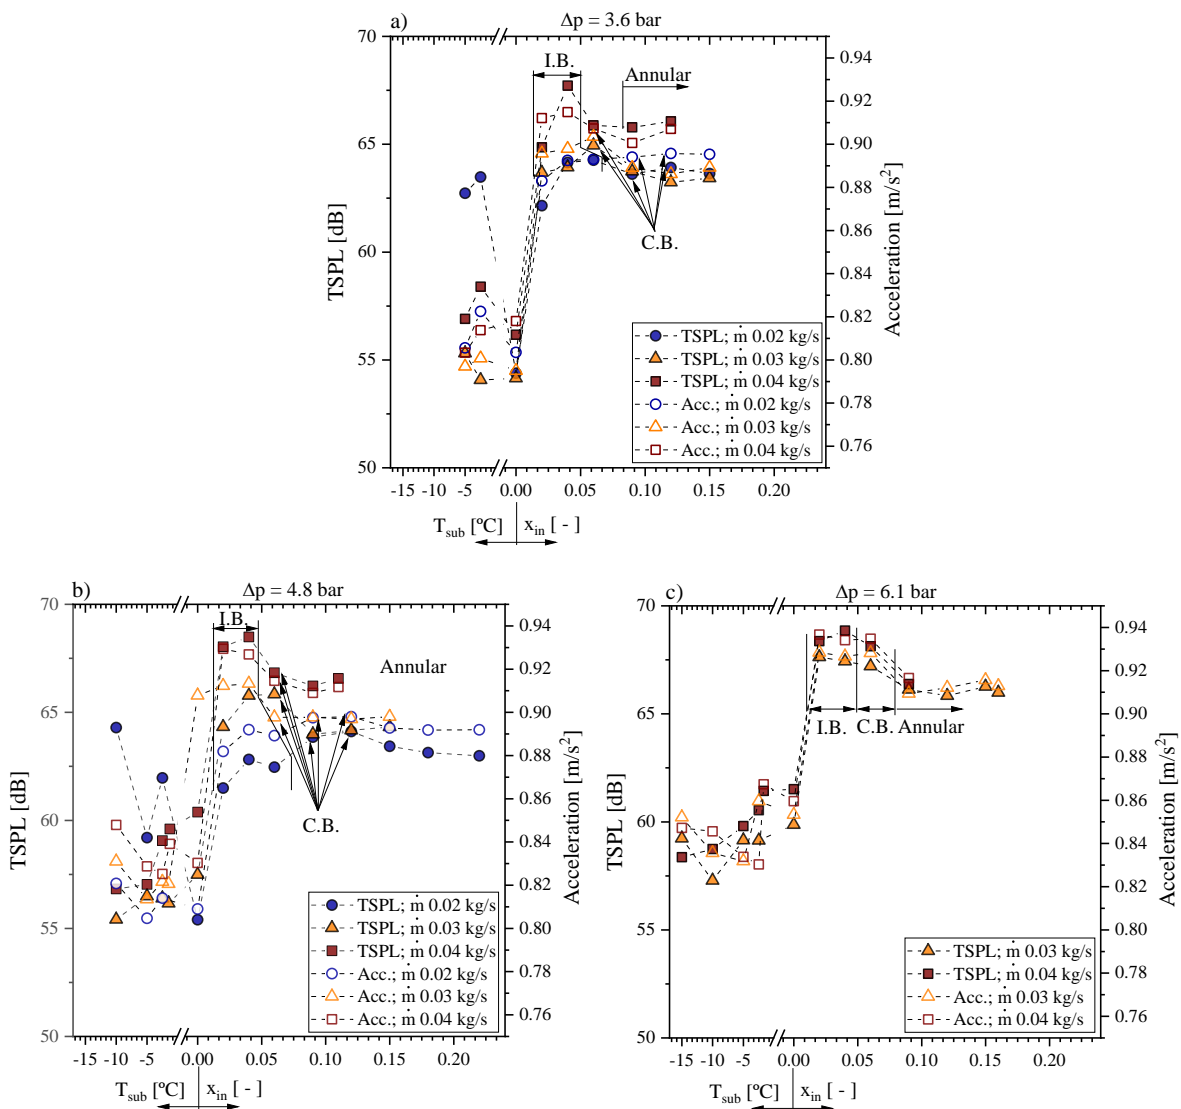 a)
Δp = 3.6 bar
70
65
60
55
50
TSPL [dB]
I.B.
Annular
C.B.
0.94
0.92
0.90
0.88
0.86
0.84
0.82
0.80
0.78
0.76
Acceleration [m/s²]
TSPL; ṁ 0.02 kg/s
TSPL; ṁ 0.03 kg/s
TSPL; ṁ 0.04 kg/s
Acc.; ṁ 0.02 kg/s
Acc.; ṁ 0.03 kg/s
Acc.; ṁ 0.04 kg/s
-15 -10 -5 0.00 0.05 0.10 0.15 0.20
T_sub [ºC] x_in [ - ]
b)
Δp = 4.8 bar
70
65
60
55
50
TSPL [dB]
I.B.
Annular
C.B.
0.94
0.92
0.90
0.88
0.86
0.84
0.82
0.80
0.78
0.76
Acceleration [m/s²]
TSPL; ṁ 0.02 kg/s
TSPL; ṁ 0.03 kg/s
TSPL; ṁ 0.04 kg/s
Acc.; ṁ 0.02 kg/s
Acc.; ṁ 0.03 kg/s
Acc.; ṁ 0.04 kg/s
-10 -5 0.00 0.05 0.10 0.15 0.20
T_sub [ºC] x_in [ - ]
c)
Δp = 6.1 bar
70
65
60
55
50
TSPL [dB]
I.B. C.B. Annular
0.94
0.92
0.90
0.88
0.86
0.84
0.82
0.80
0.78
0.76
Acceleration [m/s²]
TSPL; ṁ 0.03 kg/s
TSPL; ṁ 0.04 kg/s
Acc.; ṁ 0.03 kg/s
Acc.; ṁ 0.04 kg/s
-15 -10 -5 0.00 0.05 0.10 0.15 0.20
T_sub [ºC] x_in [ - ]